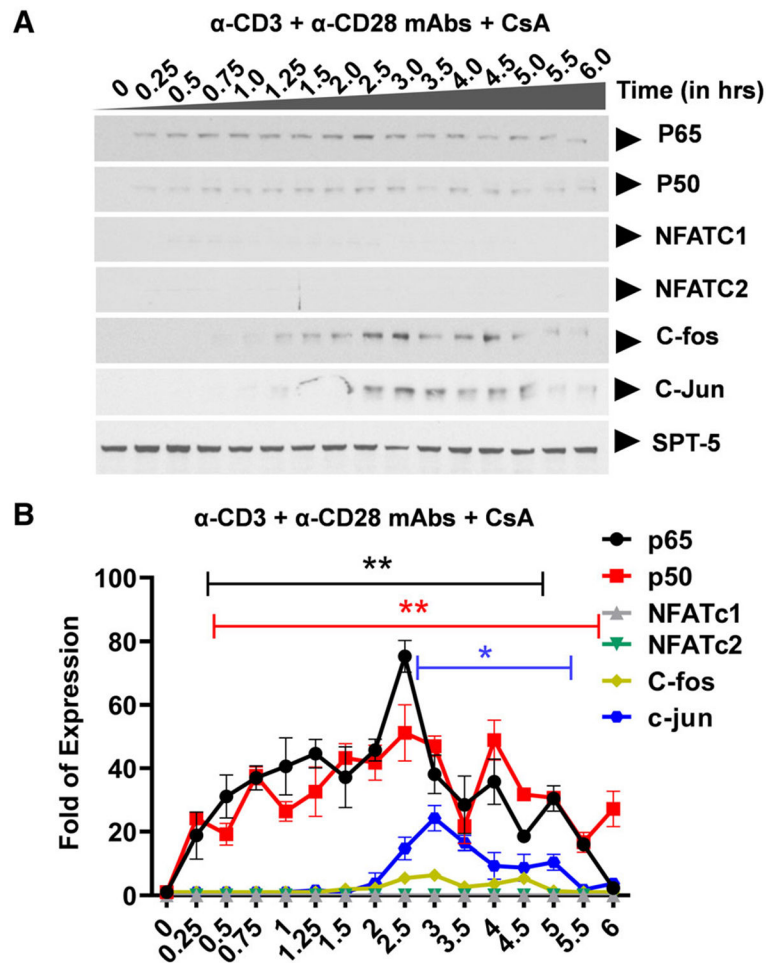 A
α-CD3 + α-CD28 mAbs + CsA
0 0.25 0.5 0.75 1.0 1.25 1.5 2.0 2.5 3.0 3.5 4.0 4.5 5.0 5.5 6.0 Time (in hrs)
P65
P50
NFATC1
NFATC2
C-fos
C-Jun
SPT-5
B
α-CD3 + α-CD28 mAbs + CsA
p65
p50
NFATc1
NFATc2
C-fos
c-jun
**
**
*
Fold of Expression
100
80
60
40
20
0
0 0.25 0.5 0.75 1 1.25 1.5 2 2.5 3 3.5 4 4.5 5 5.5 6